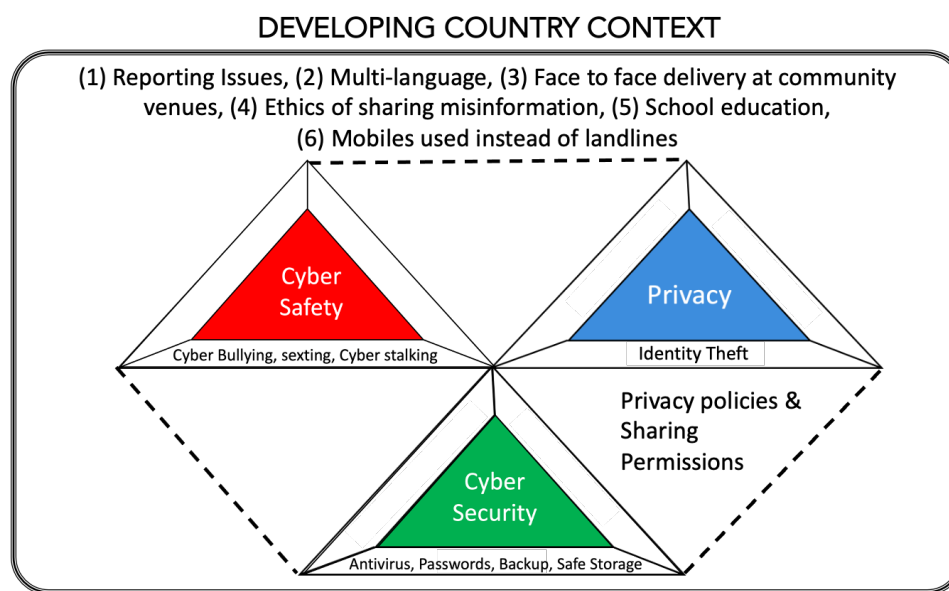 DEVELOPING COUNTRY CONTEXT
(1) Reporting Issues, (2) Multi-language, (3) Face to face delivery at community
venues, (4) Ethics of sharing misinformation, (5) School education,
(6) Mobiles used instead of landlines
Cyber
Safety
Cyber Bullying, sexting, Cyber stalking
Privacy
Identity Theft
Privacy policies &
Sharing
Permissions
Cyber
Security
Antivirus, Passwords, Backup, Safe Storage